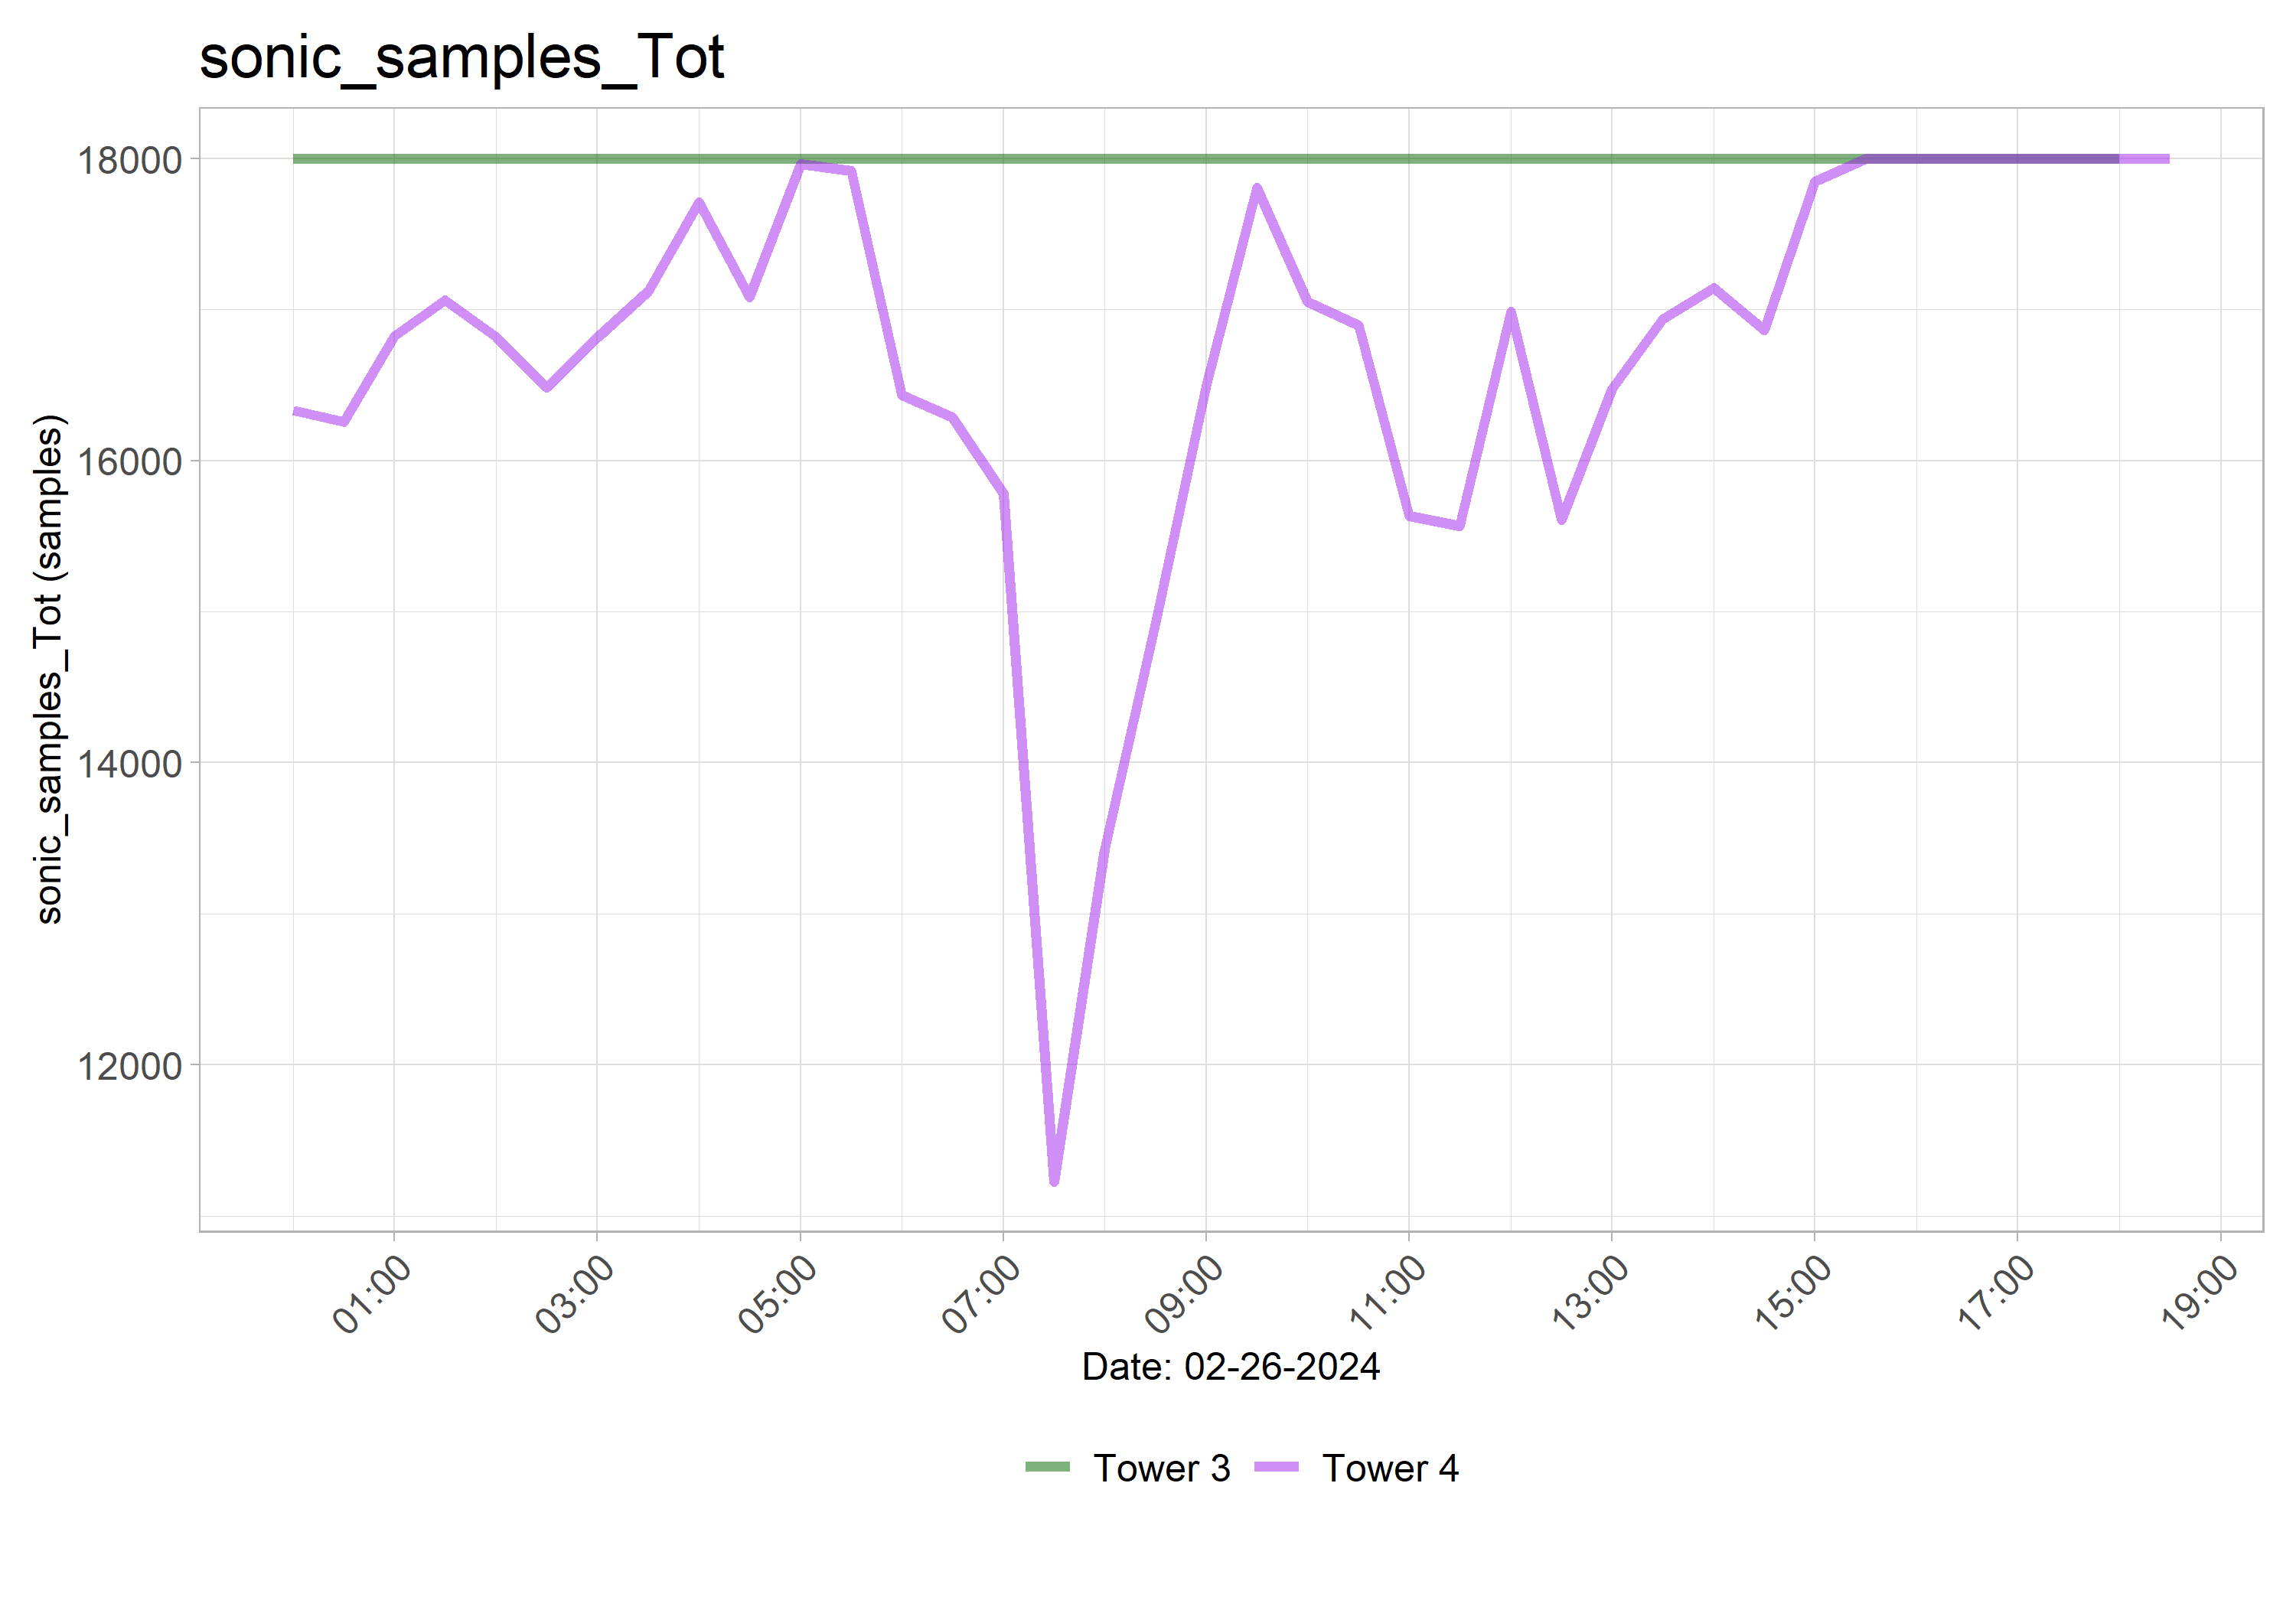 sonic_samples_Tot
sonic_samples_Tot (samples)
18000
16000
14000
12000
01:00
03:00
05:00
07:00
09:00
11:00
13:00
15:00
17:00
19:00
Date: 02-26-2024
Tower 3
Tower 4